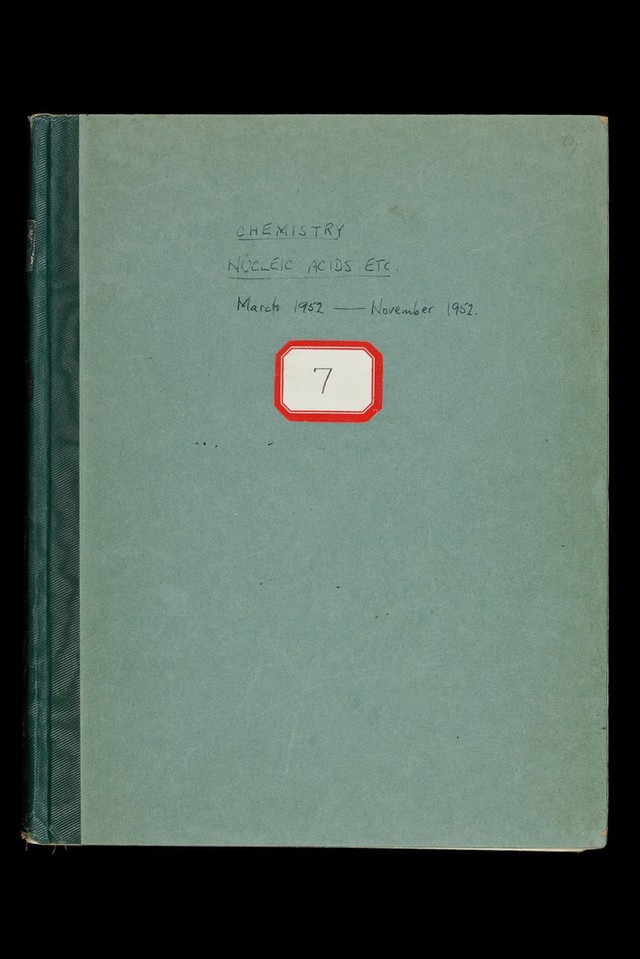 CHEMISTRY
NUCLEIC ACIDS ETC.
March 1952 — November 1952.
7